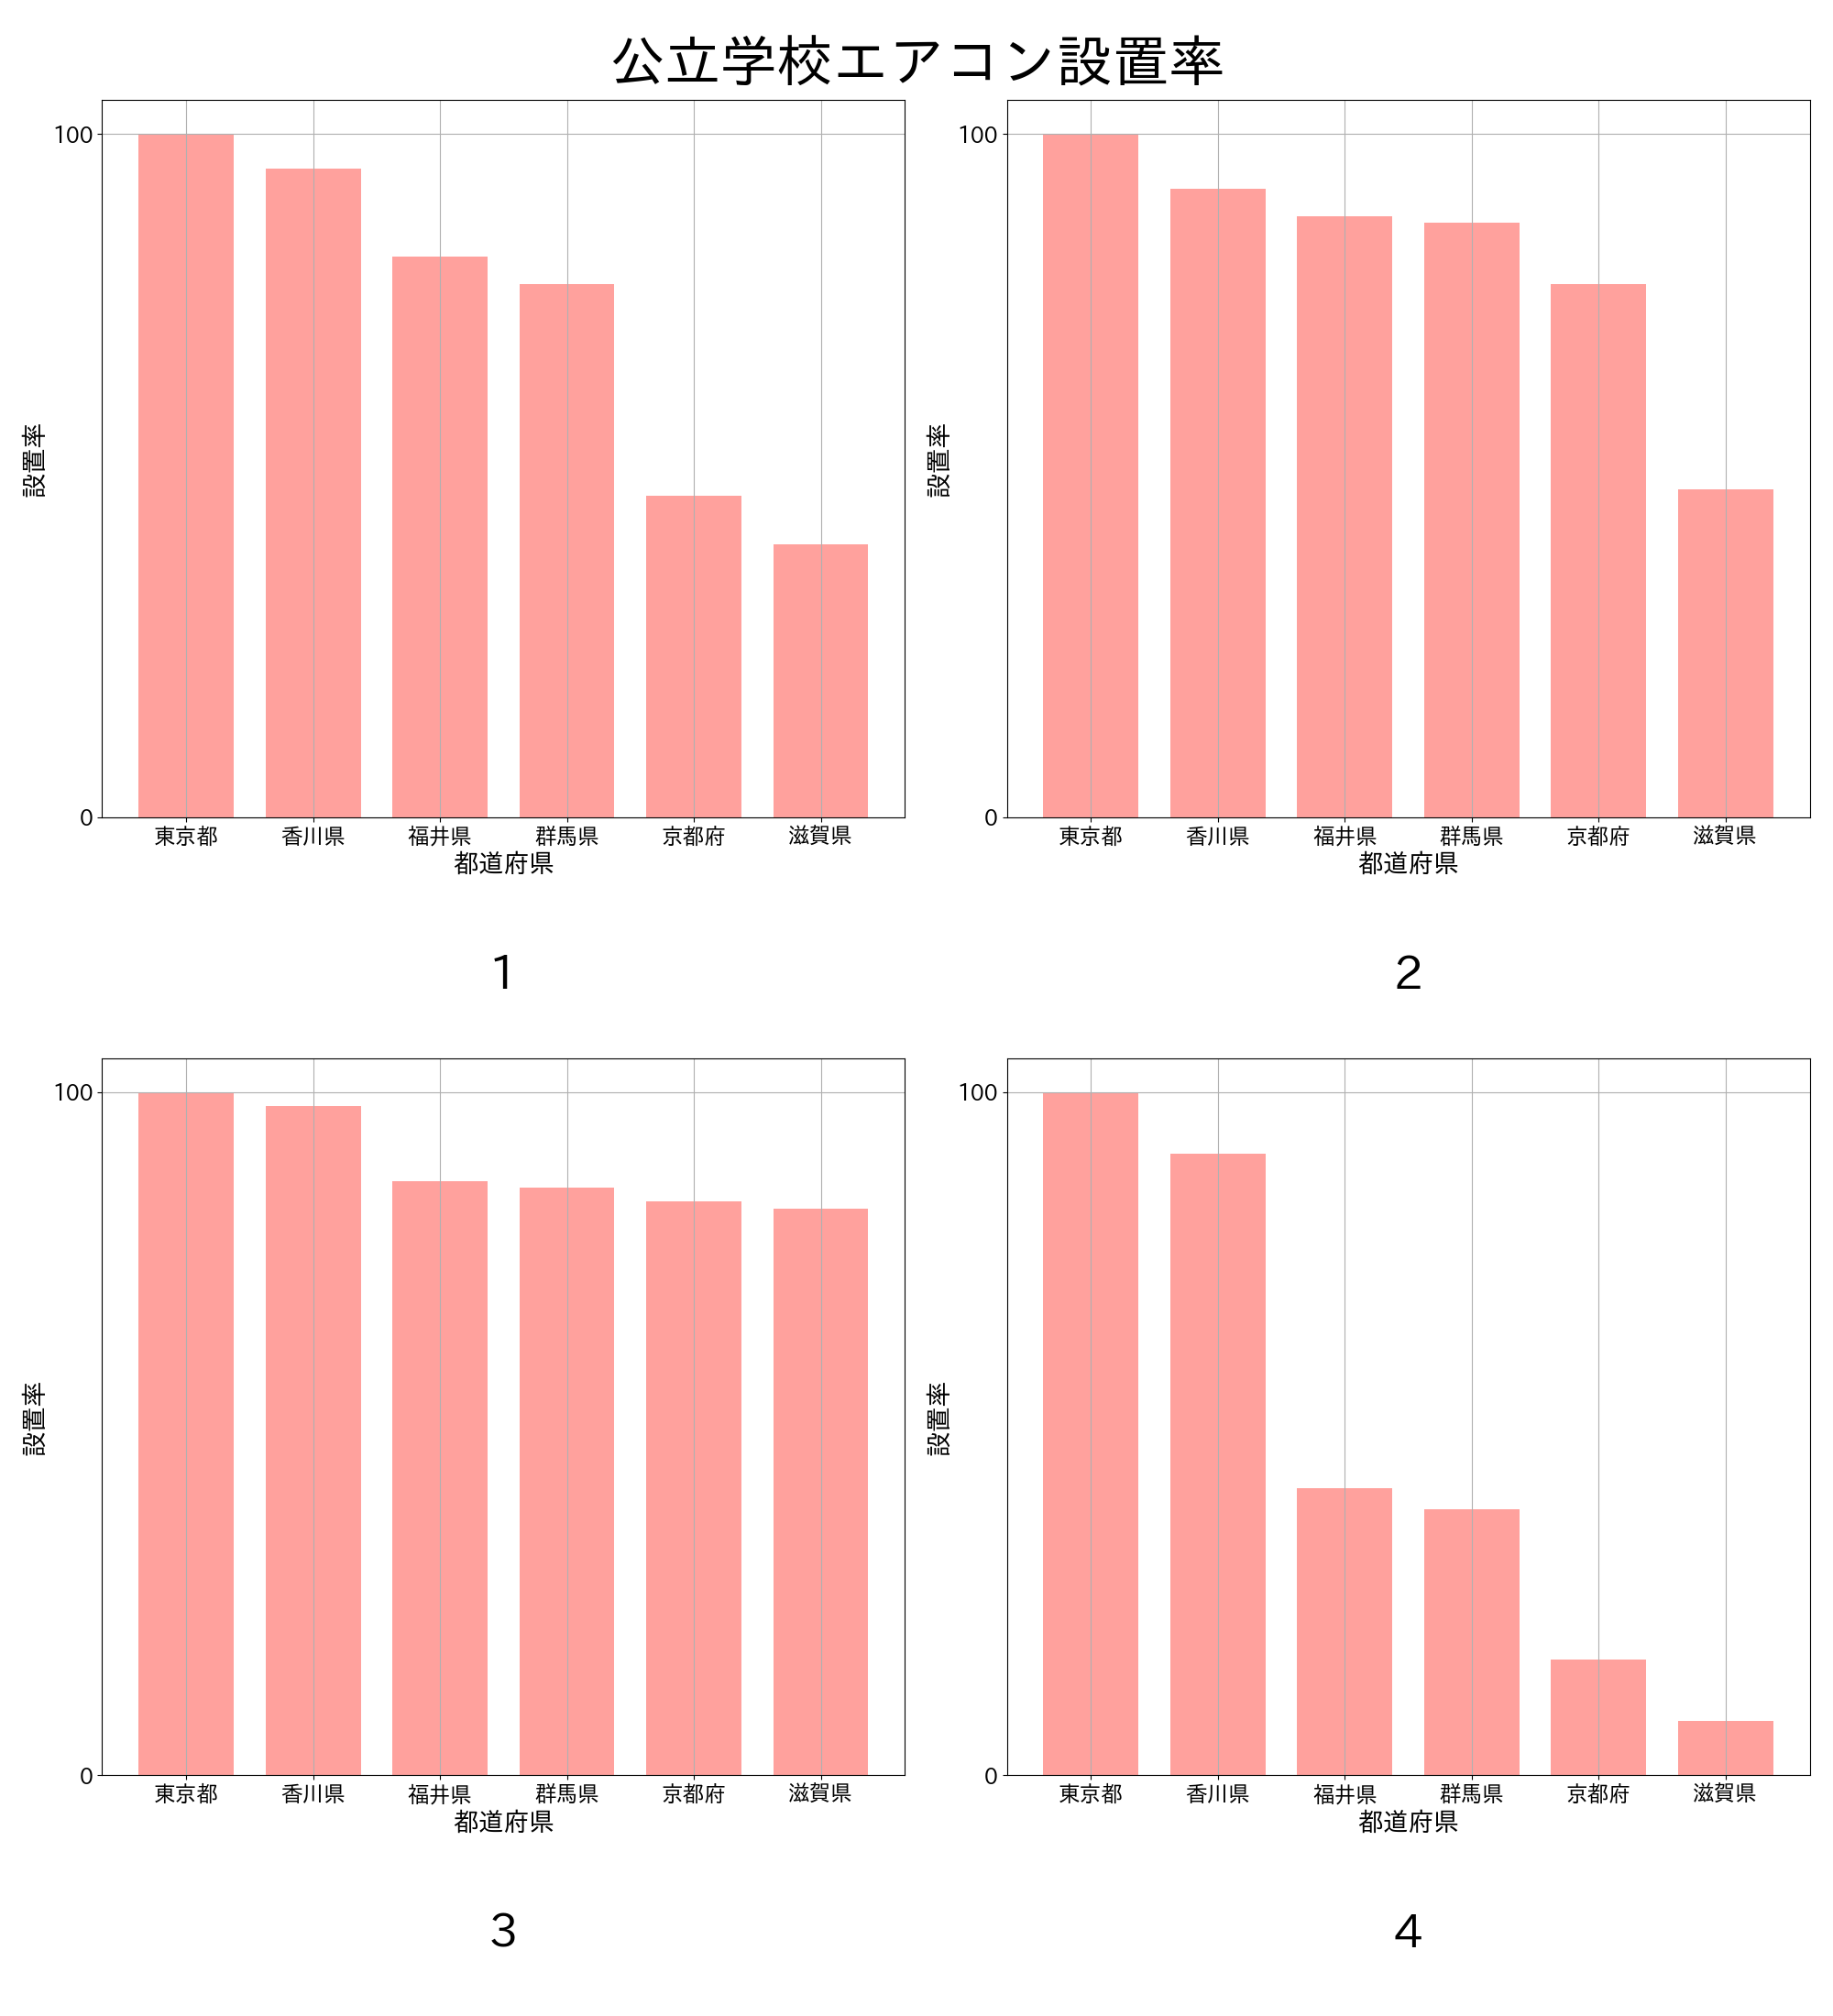 公立学校エアコン設置率
100
0
設置率
東京都 香川県 福井県 群馬県 京都府 滋賀県
都道府県
1
100
0
設置率
東京都 香川県 福井県 群馬県 京都府 滋賀県
都道府県
2
100
0
設置率
東京都 香川県 福井県 群馬県 京都府 滋賀県
都道府県
3
100
0
設置率
東京都 香川県 福井県 群馬県 京都府 滋賀県
都道府県
4